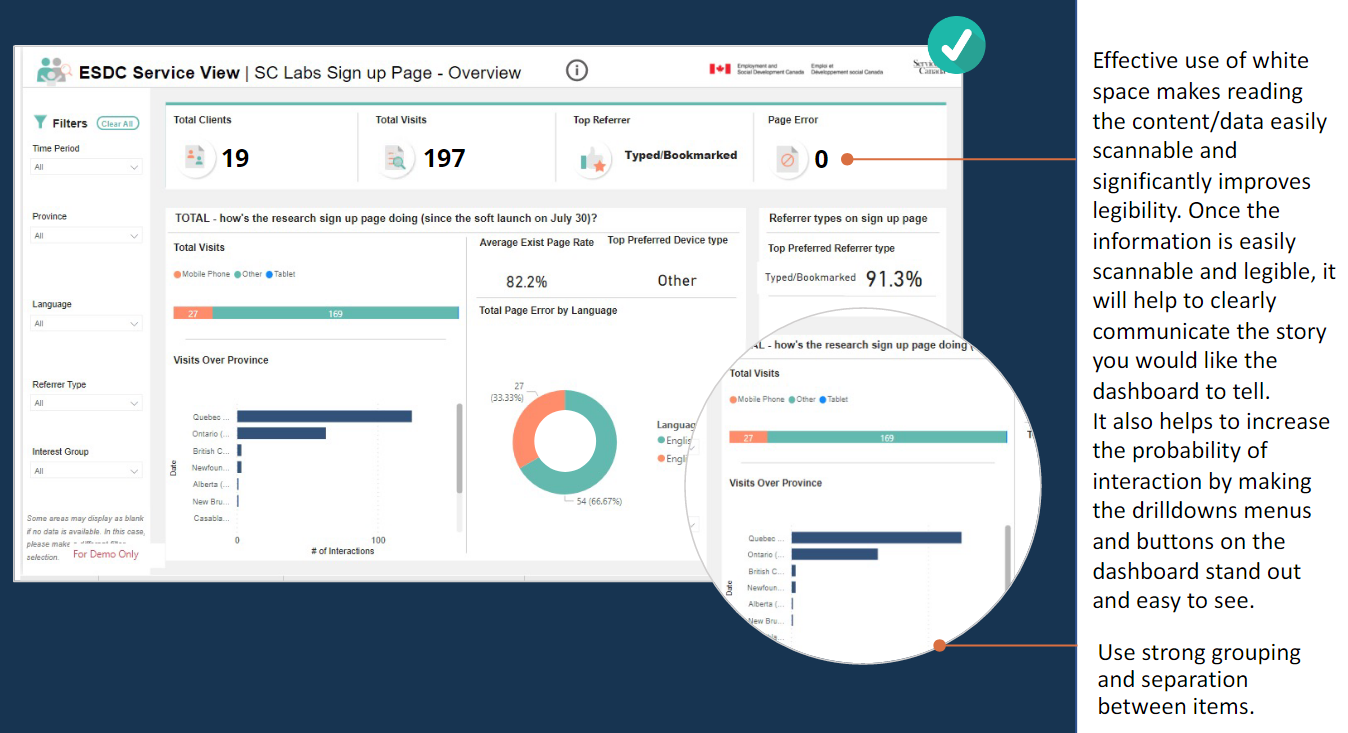 ESDC Service View | SC Labs Sign up Page - Overview
Employment and Social Development Canada
Emploi et Développement social Canada
Canada
Filters
Clear All
Time Period
All
Province
All
Language
All
Referrer Type
All
Interest Group
All
Some areas may display as blank
if no data is available. In this case,
please make
selection.
For Demo Only
Total Clients
19
Total Visits
197
Top Referrer
Typed/Bookmarked
Page Error
0
TOTAL - how's the research sign up page doing (since the soft launch on July 30)?
Total Visits
Mobile Phone Other Tablet
27 169
Visits Over Province
Quebec ...
Ontario (...
British C...
Newfoun...
Alberta (...
New Bru...
Casabla...
Date
0 100
# of Interactions
Average Exist Page Rate
82.2%
Top Preferred Device type
Other
Total Page Error by Language
27
(33.33%)
54 (66.67%)
Languag
Englis
Engli
Referrer types on sign up page
Top Preferred Referrer type
Typed/Bookmarked 91.3%
AL - how's the research sign up page doing
Total Visits
Mobile Phone Other Tablet
27 169
Visits Over Province
Quebec ...
Ontario (...
British C...
Newfoun...
Alberta (...
New Bru...
Date
Effective use of white
space makes reading
the content/data easily
scannable and
significantly improves
legibility. Once the
information is easily
scannable and legible, it
will help to clearly
communicate the story
you would like the
dashboard to tell.
It also helps to increase
the probability of
interaction by making
the drilldowns menus
and buttons on the
dashboard stand out
and easy to see.
Use strong grouping
and separation
between items.